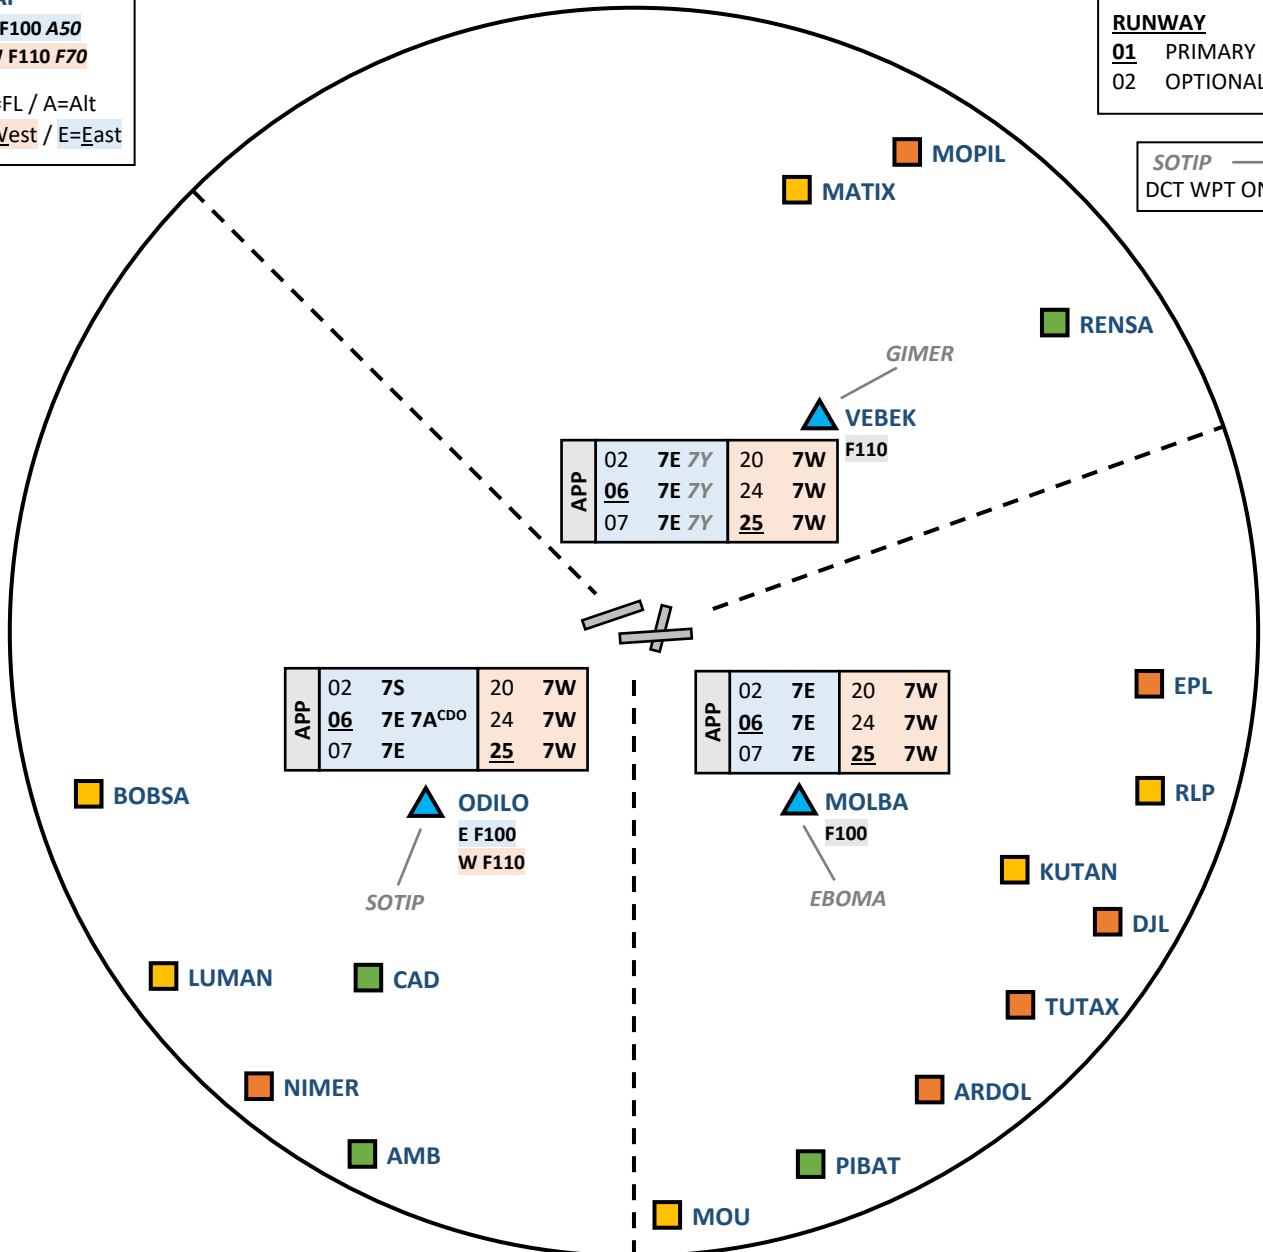 F100 A50
F110 F70
FL / A=Alt
West / E=East
RUNWAY
01 PRIMARY
02 OPTIONAL
SOTIP
DCT WPT ON
MOPIL
MATIX
RENSA
GIMER
VEBEK
F110
APP
02 7E 7Y 20 7W
06 7E 7Y 24 7W
07 7E 7Y 25 7W
APP
02 7S 20 7W
06 7E 7A CDO 24 7W
07 7E 25 7W
APP
02 7E 20 7W
06 7E 24 7W
07 7E 25 7W
EPL
BOBSA
RLP
ODILO
E F100
W F110
MOLBA
F100
KUTAN
SOTIP
EBOMA
DJL
LUMAN
CAD
TUTAX
NIMER
ARDOL
AMB
PIBAT
MOU